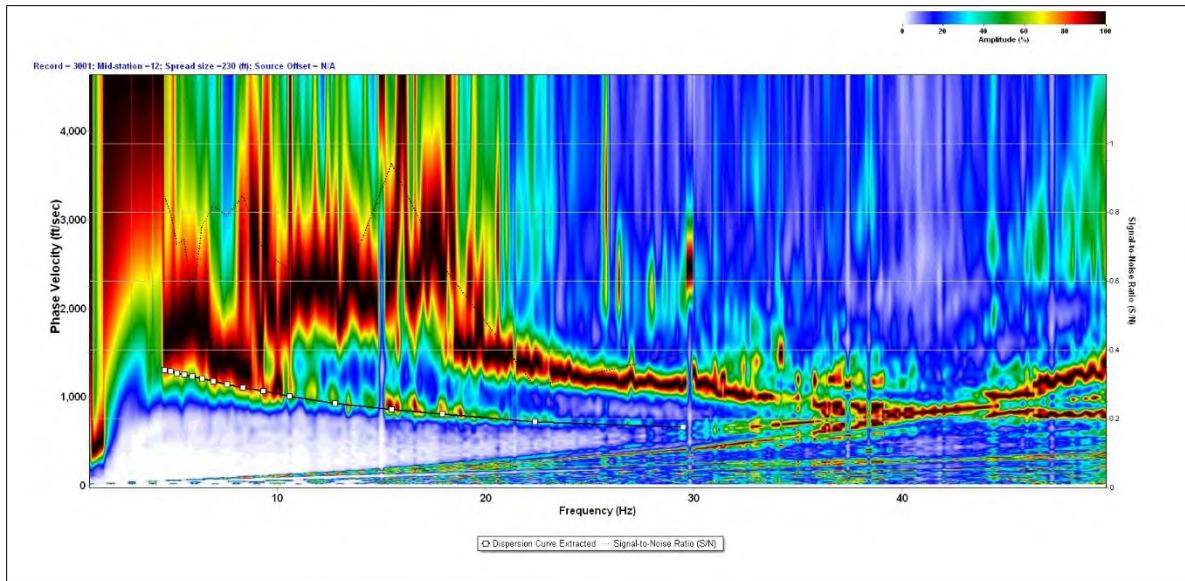 0 20 40 60 80 100
Amplitude (%)
Record = 3001; Mid-station =12; Spread size =230 (ft); Source Offset = N/A
4,000
3,000
2,000
1,000
0
Phase Velocity (ft/sec)
1
0.8
0.6
0.4
0.2
0
Signal-to-Noise Ratio (S/N)
10 20 30 40
Frequency (Hz)
Dispersion Curve Extracted Signal-to-Noise Ratio (S/N)